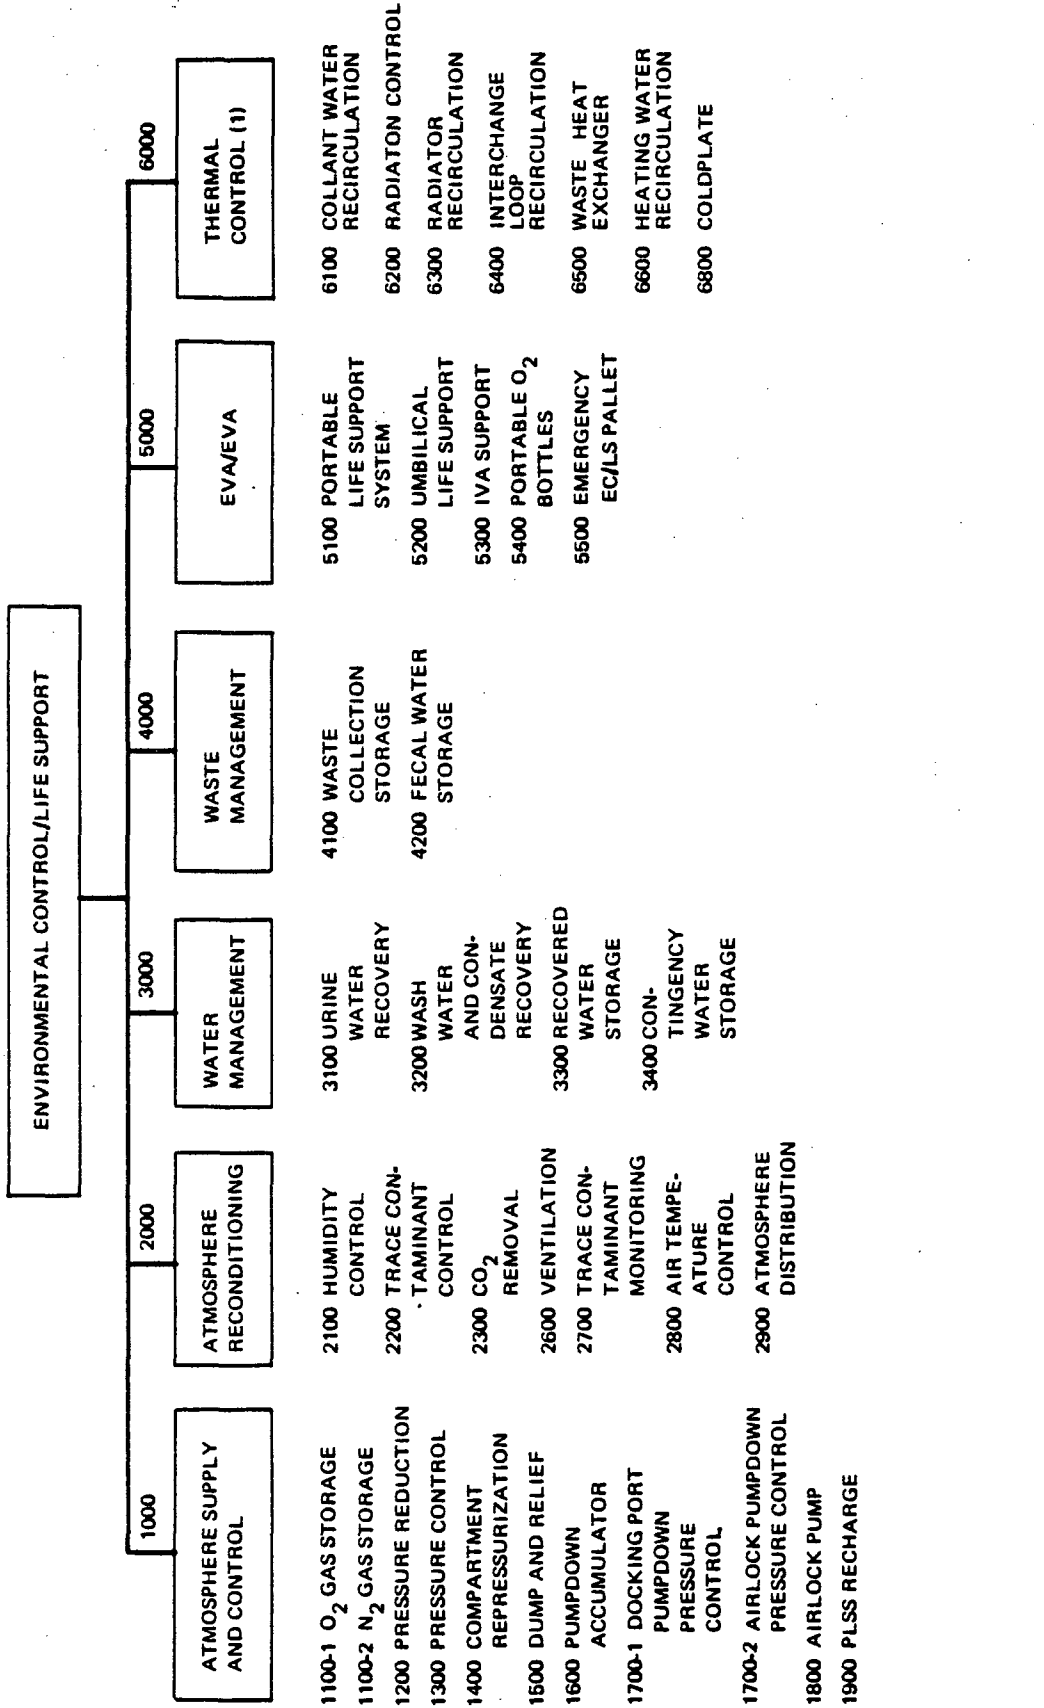 ENVIRONMENTAL CONTROL/LIFE SUPPORT
1000
ATMOSPHERE SUPPLY
AND CONTROL
1100-1 O2 GAS STORAGE
1100-2 N2 GAS STORAGE
1200 PRESSURE REDUCTION
1300 PRESSURE CONTROL
1400 COMPARTMENT
REPRESSURIZATION
1500 DUMP AND RELIEF
1600 PUMPDOWN
ACCUMULATOR
1700-1 DOCKING PORT
PUMPDOWN
PRESSURE
CONTROL
1700-2 AIRLOCK PUMPDOWN
PRESSURE CONTROL
1800 AIRLOCK PUMP
1900 PLSS RECHARGE
2000
ATMOSPHERE
RECONDITIONING
2100 HUMIDITY
CONTROL
2200 TRACE CON-
TAMINANT
CONTROL
2300 CO2
REMOVAL
2600 VENTILATION
2700 TRACE CON-
TAMINANT
MONITORING
2800 AIR TEMPE-
ATURE
CONTROL
2900 ATMOSPHERE
DISTRIBUTION
3000
WATER
MANAGEMENT
3100 URINE
WATER
RECOVERY
3200 WASH
WATER
AND CON-
DENSATE
RECOVERY
3300 RECOVERED
WATER
STORAGE
3400 CON-
TINGENCY
WATER
STORAGE
4000
WASTE
MANAGEMENT
4100 WASTE
COLLECTION
STORAGE
4200 FECAL WATER
STORAGE
5000
EVA/EVA
5100 PORTABLE
LIFE SUPPORT
SYSTEM
5200 UMBILICAL
LIFE SUPPORT
5300 IVA SUPPORT
5400 PORTABLE O2
BOTTLES
5500 EMERGENCY
EC/LS PALLET
6000
THERMAL
CONTROL (1)
6100 COLLANT WATER
RECIRCULATION
6200 RADIATON CONTROL
6300 RADIATOR
RECIRCULATION
6400 INTERCHANGE
LOOP
RECIRCULATION
6500 WASTE HEAT
EXCHANGER
6600 HEATING WATER
RECIRCULATION
6800 COLDPLATE